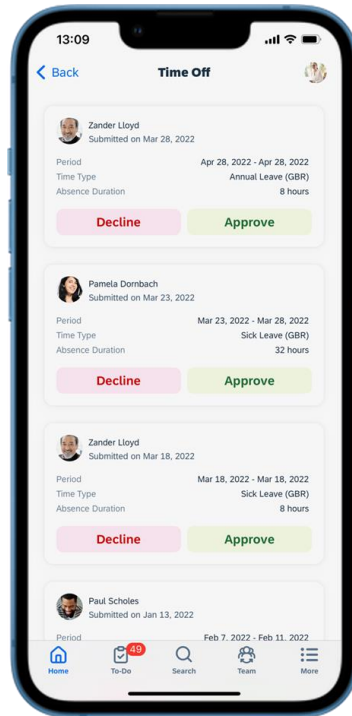 13:09
Back
Time Off
Zander Lloyd
Submitted on Mar 28, 2022
Period Apr 28, 2022 - Apr 28, 2022
Time Type Annual Leave (GBR)
Absence Duration 8 hours
Decline Approve
Pamela Dornbach
Submitted on Mar 23, 2022
Period Mar 23, 2022 - Mar 28, 2022
Time Type Sick Leave (GBR)
Absence Duration 32 hours
Decline Approve
Zander Lloyd
Submitted on Mar 18, 2022
Period Mar 18, 2022 - Mar 18, 2022
Time Type Sick Leave (GBR)
Absence Duration 8 hours
Decline Approve
Paul Scholes
Submitted on Jan 13, 2022
Period Feb 7, 2022 - Feb 11, 2022
49
Home To-Do Search Team More